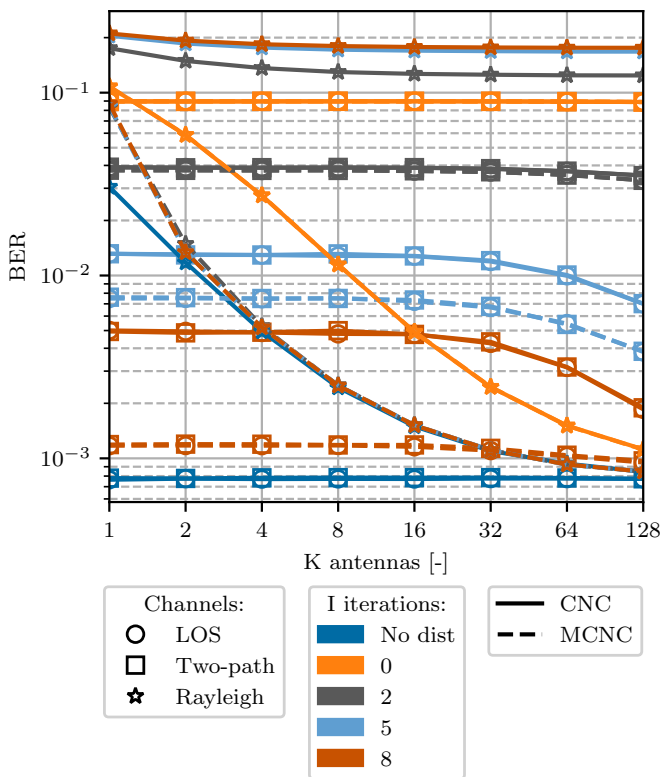 10⁻¹
10⁻²
10⁻³
BER
1 2 4 8 16 32 64 128
K antennas [-]
Channels:
LOS
Two-path
Rayleigh
I iterations:
No dist
0
2
5
8
CNC
MCNC